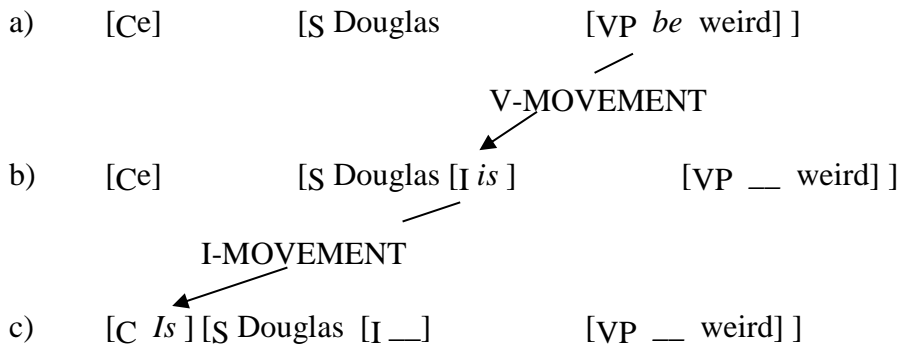 a) [Ce] [S Douglas [VP be weird] ]
V-MOVEMENT
b) [Ce] [S Douglas [I is ] [VP __ weird] ]
I-MOVEMENT
c) [C Is ] [S Douglas [I __] [VP __ weird] ]